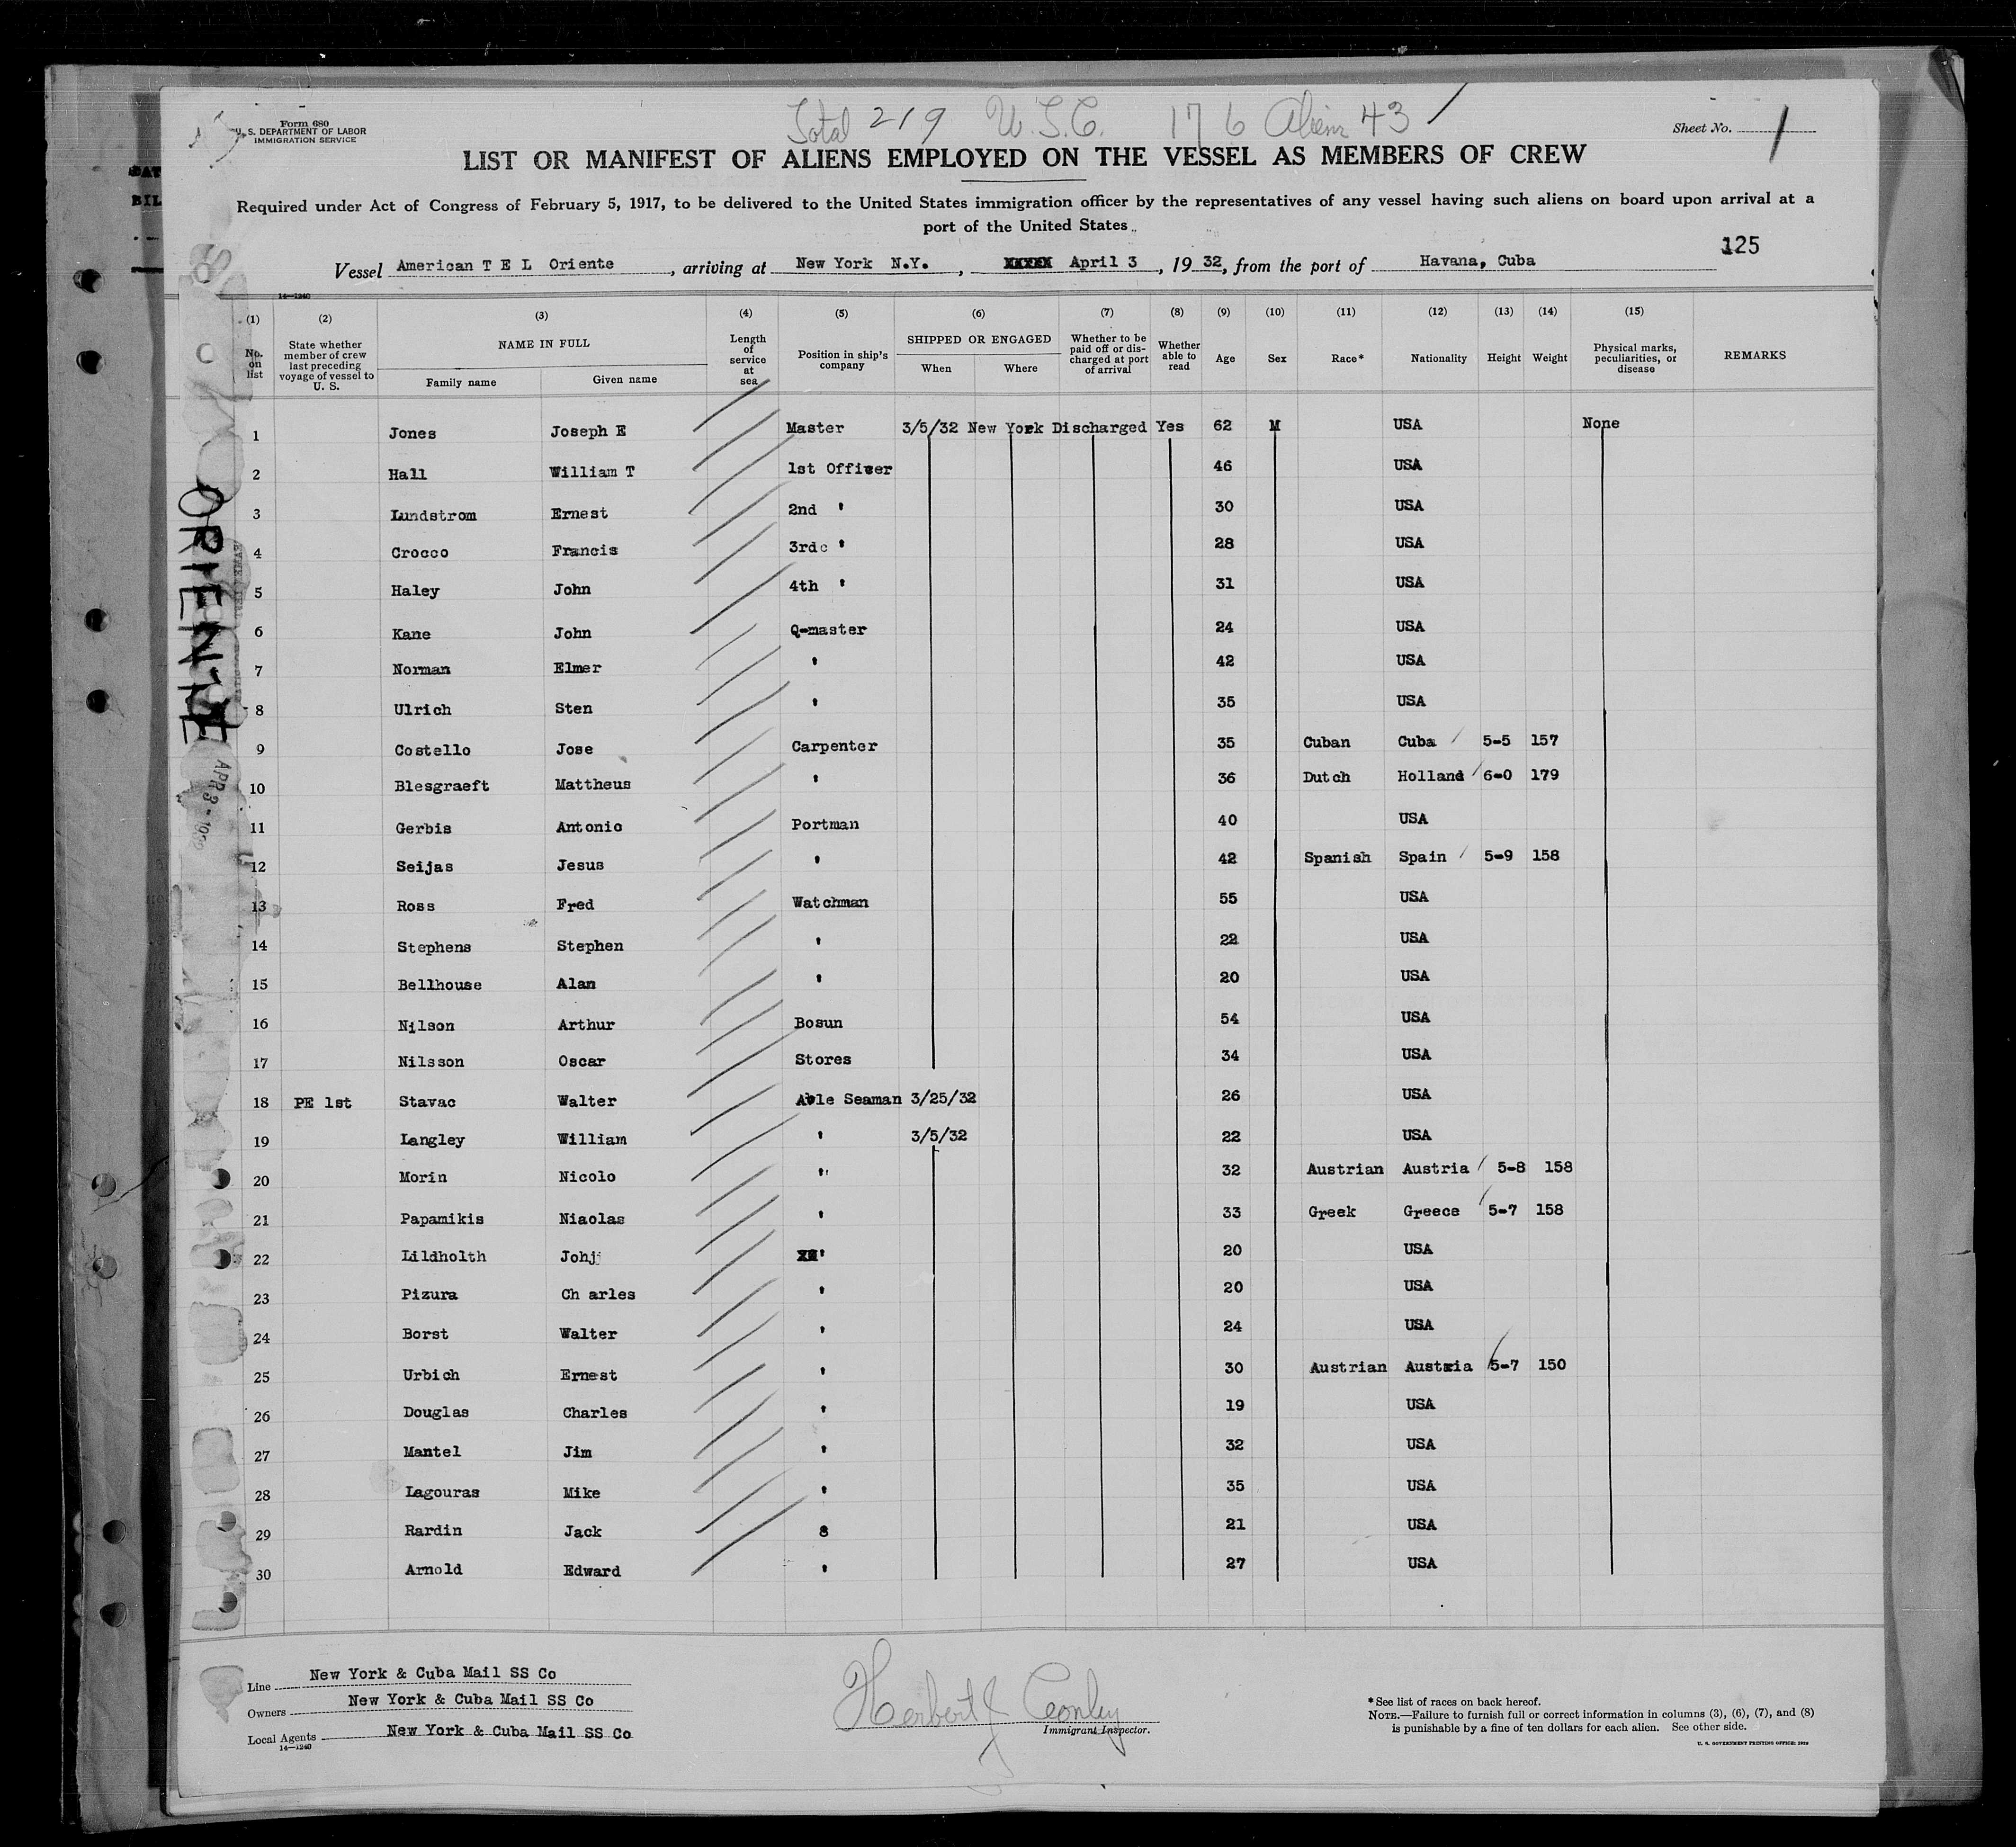 Total 219 U.S.C. 176 Aliens 43
Form 680
U. S. DEPARTMENT OF LABOR
IMMIGRATION SERVICE
Sheet No. 1
LIST OR MANIFEST OF ALIENS EMPLOYED ON THE VESSEL AS MEMBERS OF CREW
Required under Act of Congress of February 5, 1917, to be delivered to the United States immigration officer by the representatives of any vessel having such aliens on board upon arrival at a
port of the United States
125
Vessel American T E L Oriente, arriving at New York N.Y., XXXXX April 3, 1932, from the port of Havana, Cuba
14—1240
(1) (2) (3) (4) (5) (6) (7) (8) (9) (10) (11) (12) (13) (14) (15)
No. on list
State whether member of crew last preceding voyage of vessel to U. S.
NAME IN FULL
Family name Given name
Length of service at sea
Position in ship's company
SHIPPED OR ENGAGED
When Where
Whether to be paid off or discharged at port of arrival
Whether able to read
Age Sex Race* Nationality Height Weight
Physical marks, peculiarities, or disease
REMARKS
1 Jones Joseph E Master 3/5/32 New York Discharged Yes 62 M USA None
2 Hall William T 1st Officer 46 USA
3 Lundstrom Ernest 2nd ' 30 USA
4 Crocco Francis 3rdc ' 28 USA
5 Haley John 4th ' 31 USA
6 Kane John Q-master 24 USA
7 Norman Elmer ' 42 USA
8 Ulrich Sten ' 35 USA
9 Costello Jose Carpenter 35 Cuban Cuba 5-5 157
10 Blesgraeft Mattheus ' 36 Dutch Holland 6-0 179
11 Gerbis Antonio Portman 40 USA
12 Seijas Jesus ' 42 Spanish Spain 5-9 158
13 Ross Fred Watchman 55 USA
14 Stephens Stephen ' 22 USA
15 Bellhouse Alan ' 20 USA
16 Nilson Arthur Bosun 54 USA
17 Nilsson Oscar Stores 34 USA
18 PE 1st Stavac Walter Able Seaman 3/25/32 26 USA
19 Langley William ' 3/5/32 22 USA
20 Morin Nicolo ' 32 Austrian Austria 5-8 158
21 Papamikis Niaolas ' 33 Greek Greece 5-7 158
22 Lildholth Johj ' 20 USA
23 Pizura Ch arles ' 20 USA
24 Borst Walter ' 24 USA
25 Urbich Ernest ' 30 Austrian Austria 5-7 150
26 Douglas Charles ' 19 USA
27 Mantel Jim ' 32 USA
28 Lagouras Mike ' 35 USA
29 Rardin Jack 8 21 USA
30 Arnold Edward ' 27 USA
ORIENTE
APR 3 -
Line New York & Cuba Mail SS Co
Owners New York & Cuba Mail SS Co
Local Agents New York & Cuba Mail SS Co
14—1240
Herbert J Conley
Immigrant Inspector.
*See list of races on back hereof.
NOTE.—Failure to furnish full or correct information in columns (3), (6), (7), and (8)
is punishable by a fine of ten dollars for each alien. See other side.
U. S. GOVERNMENT PRINTING OFFICE: 1929